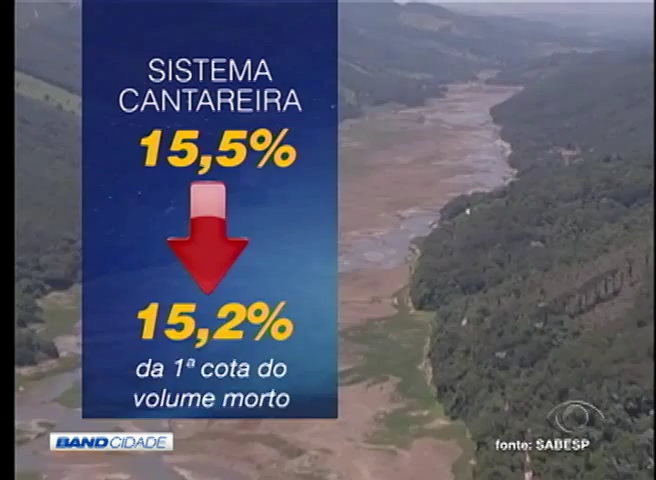 SISTEMA
CANTAREIRA
15,5%
15,2%
da 1ª cota do
volume morto
BAND CIDADE
fonte: SABESP